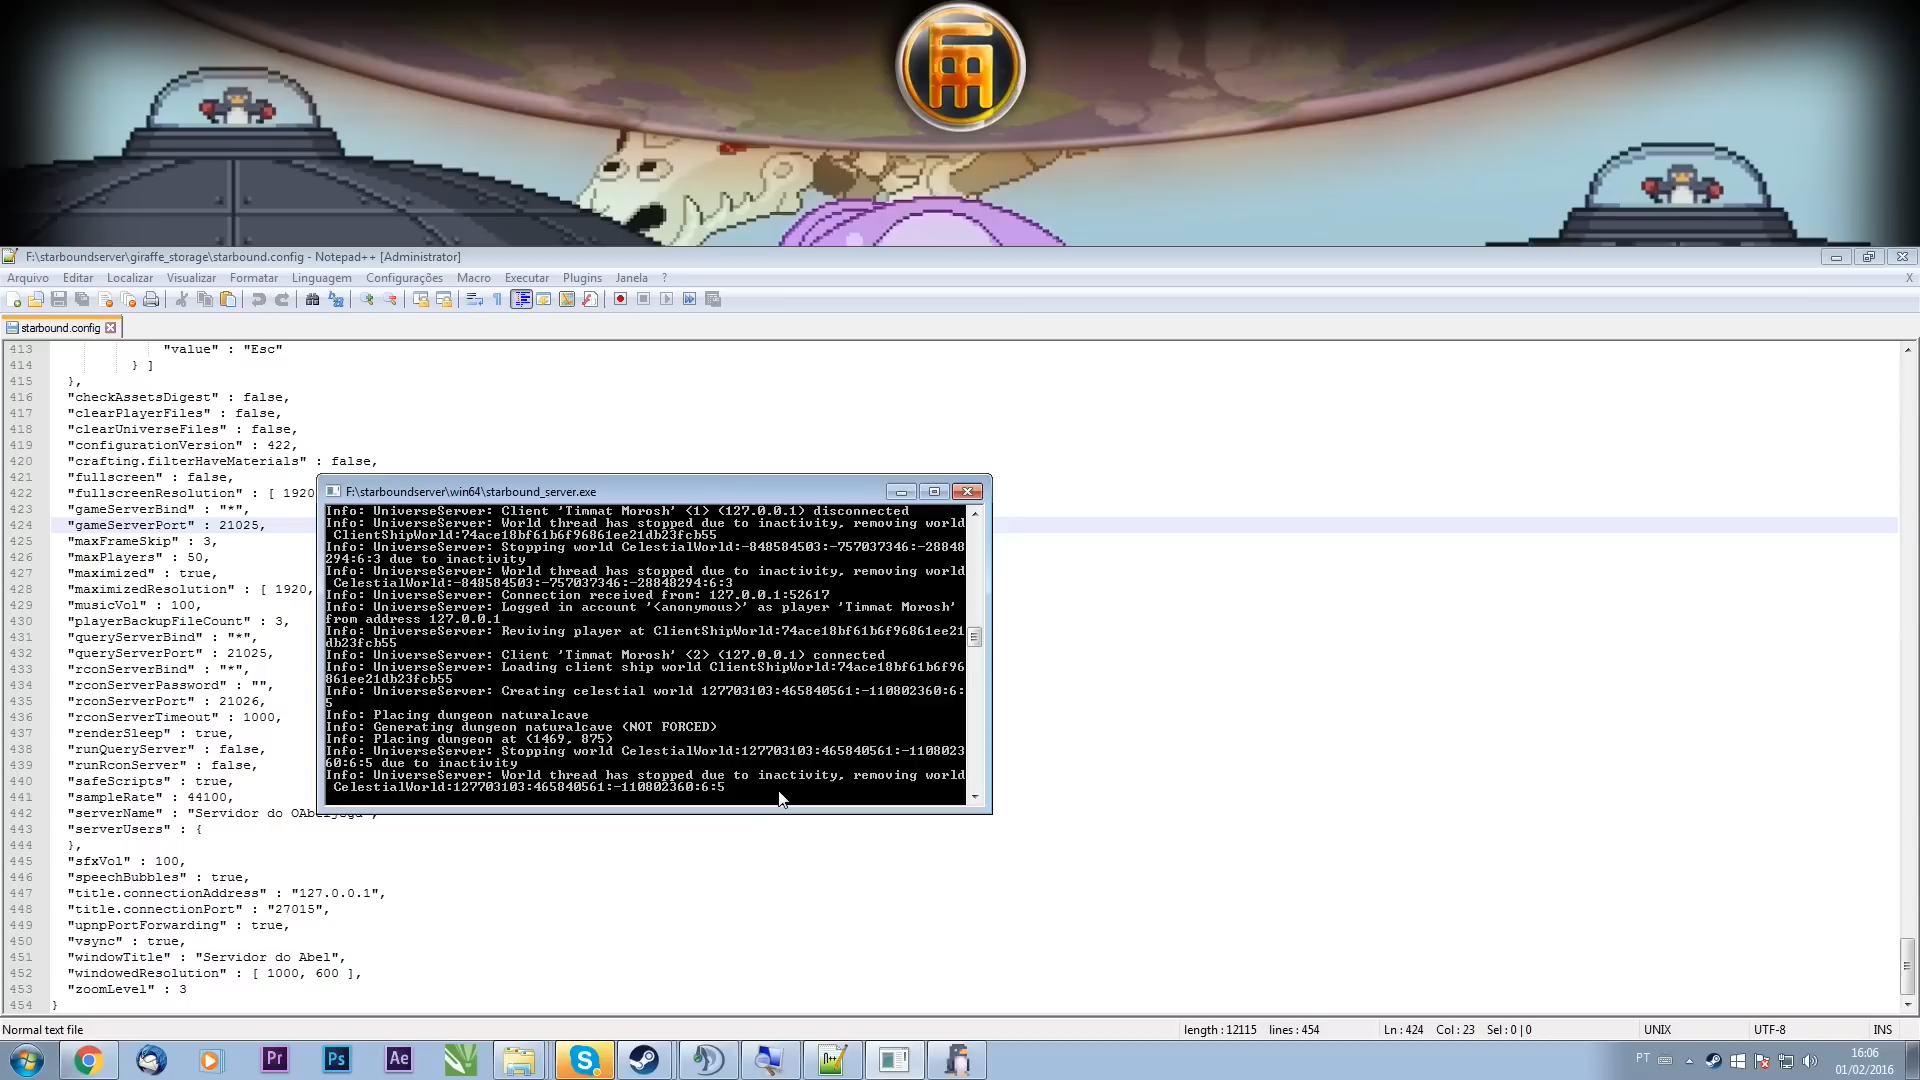 F:\starboundserver\giraffe_storage\starbound.config - Notepad++ [Administrator]
Arquivo Editar Localizar Visualizar Formatar Linguagem Configurações Macro Executar Plugins Janela ? X
starbound.config
413 "value" : "Esc"
414 } ]
415 },
416 "checkAssetsDigest" : false,
417 "clearPlayerFiles" : false,
418 "clearUniverseFiles" : false,
419 "configurationVersion" : 422,
420 "crafting.filterHaveMaterials" : false,
421 "fullscreen" : false,
422 "fullscreenResolution" : [ 1920
423 "gameServerBind" : "*",
424 "gameServerPort" : 21025,
425 "maxFrameSkip" : 3,
426 "maxPlayers" : 50,
427 "maximized" : true,
428 "maximizedResolution" : [ 1920,
429 "musicVol" : 100,
430 "playerBackupFileCount" : 3,
431 "queryServerBind" : "*",
432 "queryServerPort" : 21025,
433 "rconServerBind" : "*",
434 "rconServerPassword" : "",
435 "rconServerPort" : 21026,
436 "rconServerTimeout" : 1000,
437 "renderSleep" : true,
438 "runQueryServer" : false,
439 "runRconServer" : false,
440 "safeScripts" : true,
441 "sampleRate" : 44100,
442 "serverName" : "Servidor do
443 "serverUsers" : {
444 },
445 "sfxVol" : 100,
446 "speechBubbles" : true,
447 "title.connectionAddress" : "127.0.0.1",
448 "title.connectionPort" : "27015",
449 "upnpPortForwarding" : true,
450 "vsync" : true,
451 "windowTitle" : "Servidor do Abel",
452 "windowedResolution" : [ 1000, 600 ],
453 "zoomLevel" : 3
454 }
F:\starboundserver\win64\starbound_server.exe
Info: UniverseServer: Client 'Timmat Morosh' <1> (127.0.0.1) disconnected
Info: UniverseServer: World thread has stopped due to inactivity, removing world
ClientShipWorld:74ace18bf61b6f96861ee21db23fcb55
Info: UniverseServer: Stopping world CelestialWorld:-848584503:-757037346:-28848
294:6:3 due to inactivity
Info: UniverseServer: World thread has stopped due to inactivity, removing world
CelestialWorld:-848584503:-757037346:-28848294:6:3
Info: UniverseServer: Connection received from: 127.0.0.1:52617
Info: UniverseServer: Logged in account '<anonymous>' as player 'Timmat Morosh'
from address 127.0.0.1
Info: UniverseServer: Reviving player at ClientShipWorld:74ace18bf61b6f96861ee21
db23fcb55
Info: UniverseServer: Client 'Timmat Morosh' <2> (127.0.0.1) connected
Info: UniverseServer: Loading client ship world ClientShipWorld:74ace18bf61b6f96
861ee21db23fcb55
Info: UniverseServer: Creating celestial world 127703103:465840561:-110802360:6:
5
Info: Placing dungeon naturalcave
Info: Generating dungeon naturalcave (NOT FORCED)
Info: Placing dungeon at (1469, 875)
Info: UniverseServer: Stopping world CelestialWorld:127703103:465840561:-1108023
60:6:5 due to inactivity
Info: UniverseServer: World thread has stopped due to inactivity, removing world
CelestialWorld:127703103:465840561:-110802360:6:5
Normal text file length : 12115 lines : 454 Ln : 424 Col : 23 Sel : 0 | 0 UNIX UTF-8 INS
Pr Ps Ae PT 16:06
01/02/2016